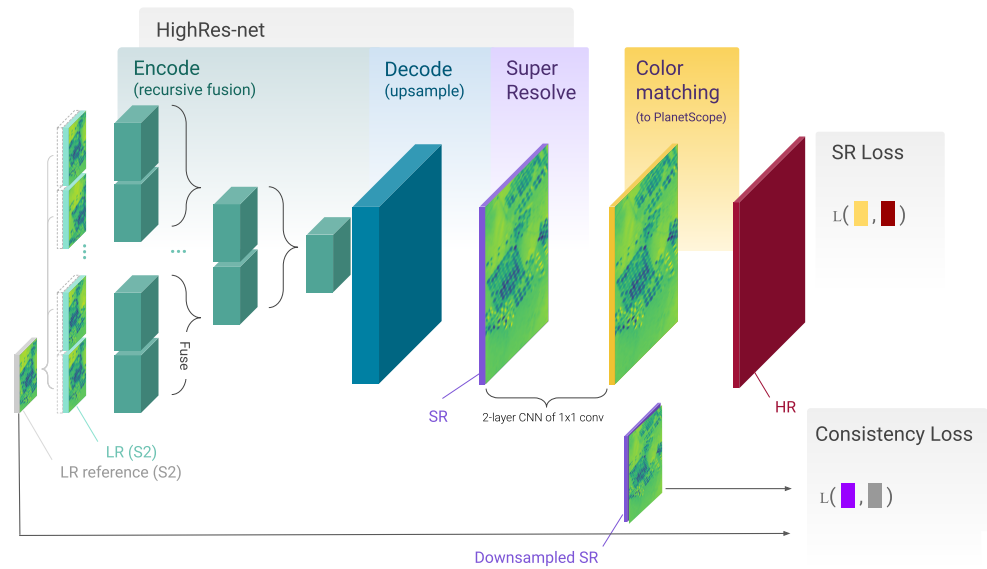 HighRes-net
Encode
(recursive fusion)
Decode
(upsample)
Super
Resolve
Color
matching
(to PlanetScope)
SR Loss
L( , )
Fuse
SR
2-layer CNN of 1x1 conv
HR
LR (S2)
LR reference (S2)
Consistency Loss
L( , )
Downsampled SR